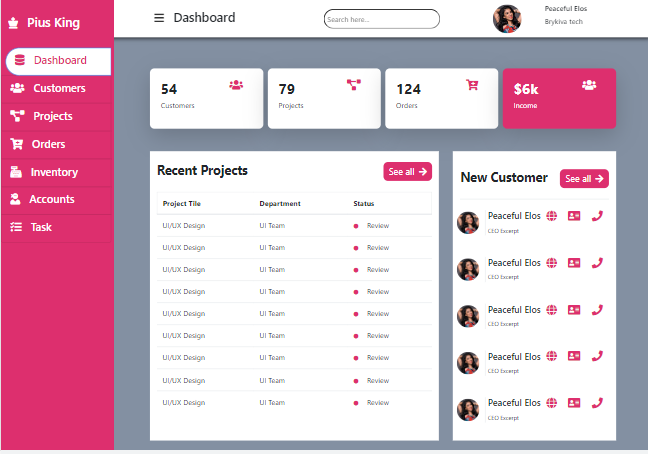 Pius King
Dashboard
Customers
Projects
Orders
Inventory
Accounts
Task
Dashboard
Search here...
Peaceful Elos
Brykiva tech
54
Customers
79
Projects
124
Orders
$6k
Income
Recent Projects
See all
Project Tile Department Status
UI/UX Design UI Team Review
UI/UX Design UI Team Review
UI/UX Design UI Team Review
UI/UX Design UI Team Review
UI/UX Design UI Team Review
UI/UX Design UI Team Review
UI/UX Design UI Team Review
UI/UX Design UI Team Review
UI/UX Design UI Team Review
New Customer
See all
Peaceful Elos
CEO Excerpt
Peaceful Elos
CEO Excerpt
Peaceful Elos
CEO Excerpt
Peaceful Elos
CEO Excerpt
Peaceful Elos
CEO Excerpt